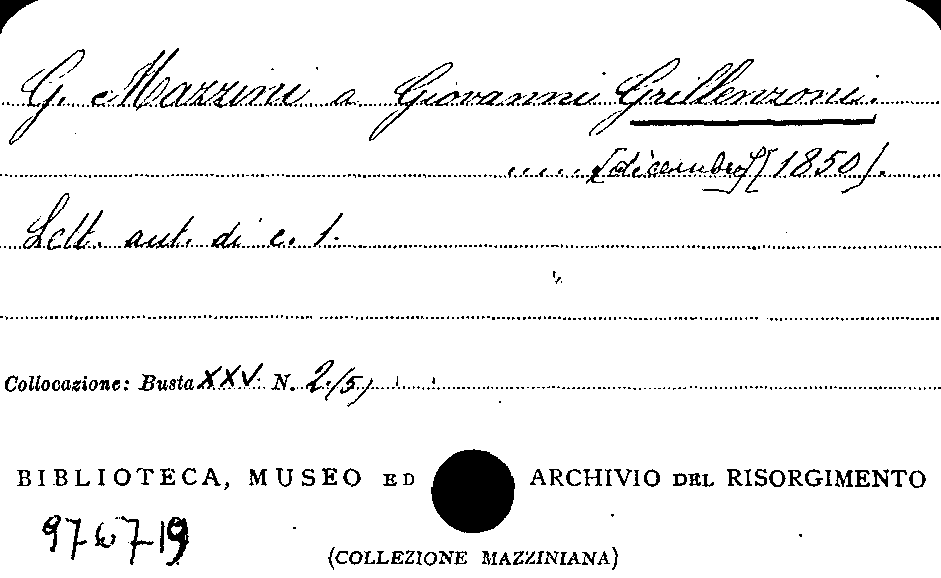 G. Mazzini a Giovanni Grillenzoni.
..... [dicembre] [1850].
Lett. aut. di c. 1.
Collocazione: Busta XXV N. 2(5)
BIBLIOTECA, MUSEO ED ARCHIVIO DEL RISORGIMENTO
(COLLEZIONE MAZZINIANA)